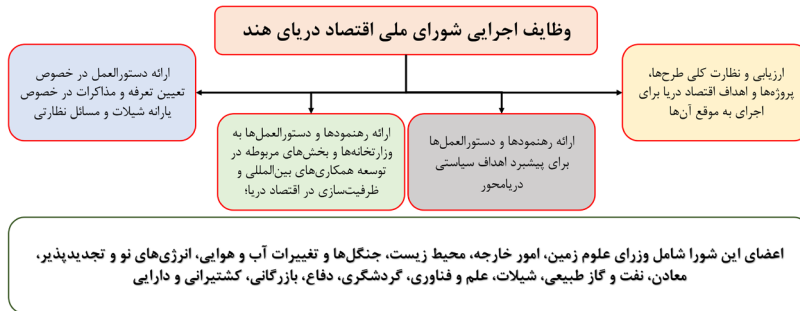 وظایف اجرایی شورای ملی اقتصاد دریای هند
ارزیابی و نظارت کلی طرح‌ها،
پروژه‌ها و اهداف اقتصاد دریا برای
اجرای به موقع آن‌ها
ارائه رهنمودها و دستورالعمل‌ها
برای پیشبرد اهداف سیاستی
دریامحور
ارائه رهنمودها و دستورالعمل‌ها به
وزارتخانه‌ها و بخش‌های مربوطه در
توسعه همکاری‌های بین‌المللی و
ظرفیت‌سازی در اقتصاد دریا؛
ارائه دستورالعمل در خصوص
تعیین تعرفه و مذاکرات در خصوص
یارانه شیلات و مسائل نظارتی
اعضای این شورا شامل وزرای علوم زمین، امور خارجه، محیط زیست، جنگل‌ها و تغییرات آب و هوایی، انرژی‌های نو و تجدیدپذیر،
معادن، نفت و گاز طبیعی، شیلات، علم و فناوری، گردشگری، دفاع، بازرگانی، کشتیرانی و دارایی